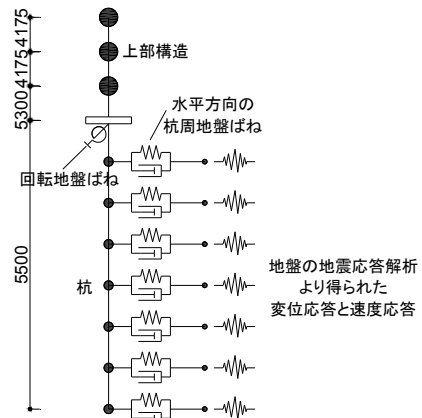 4175
4175
4175
5300
5500
上部構造
水平方向の
杭周地盤ばね
回転地盤ばね
杭
地盤の地震応答解析
より得られた
変位応答と速度応答